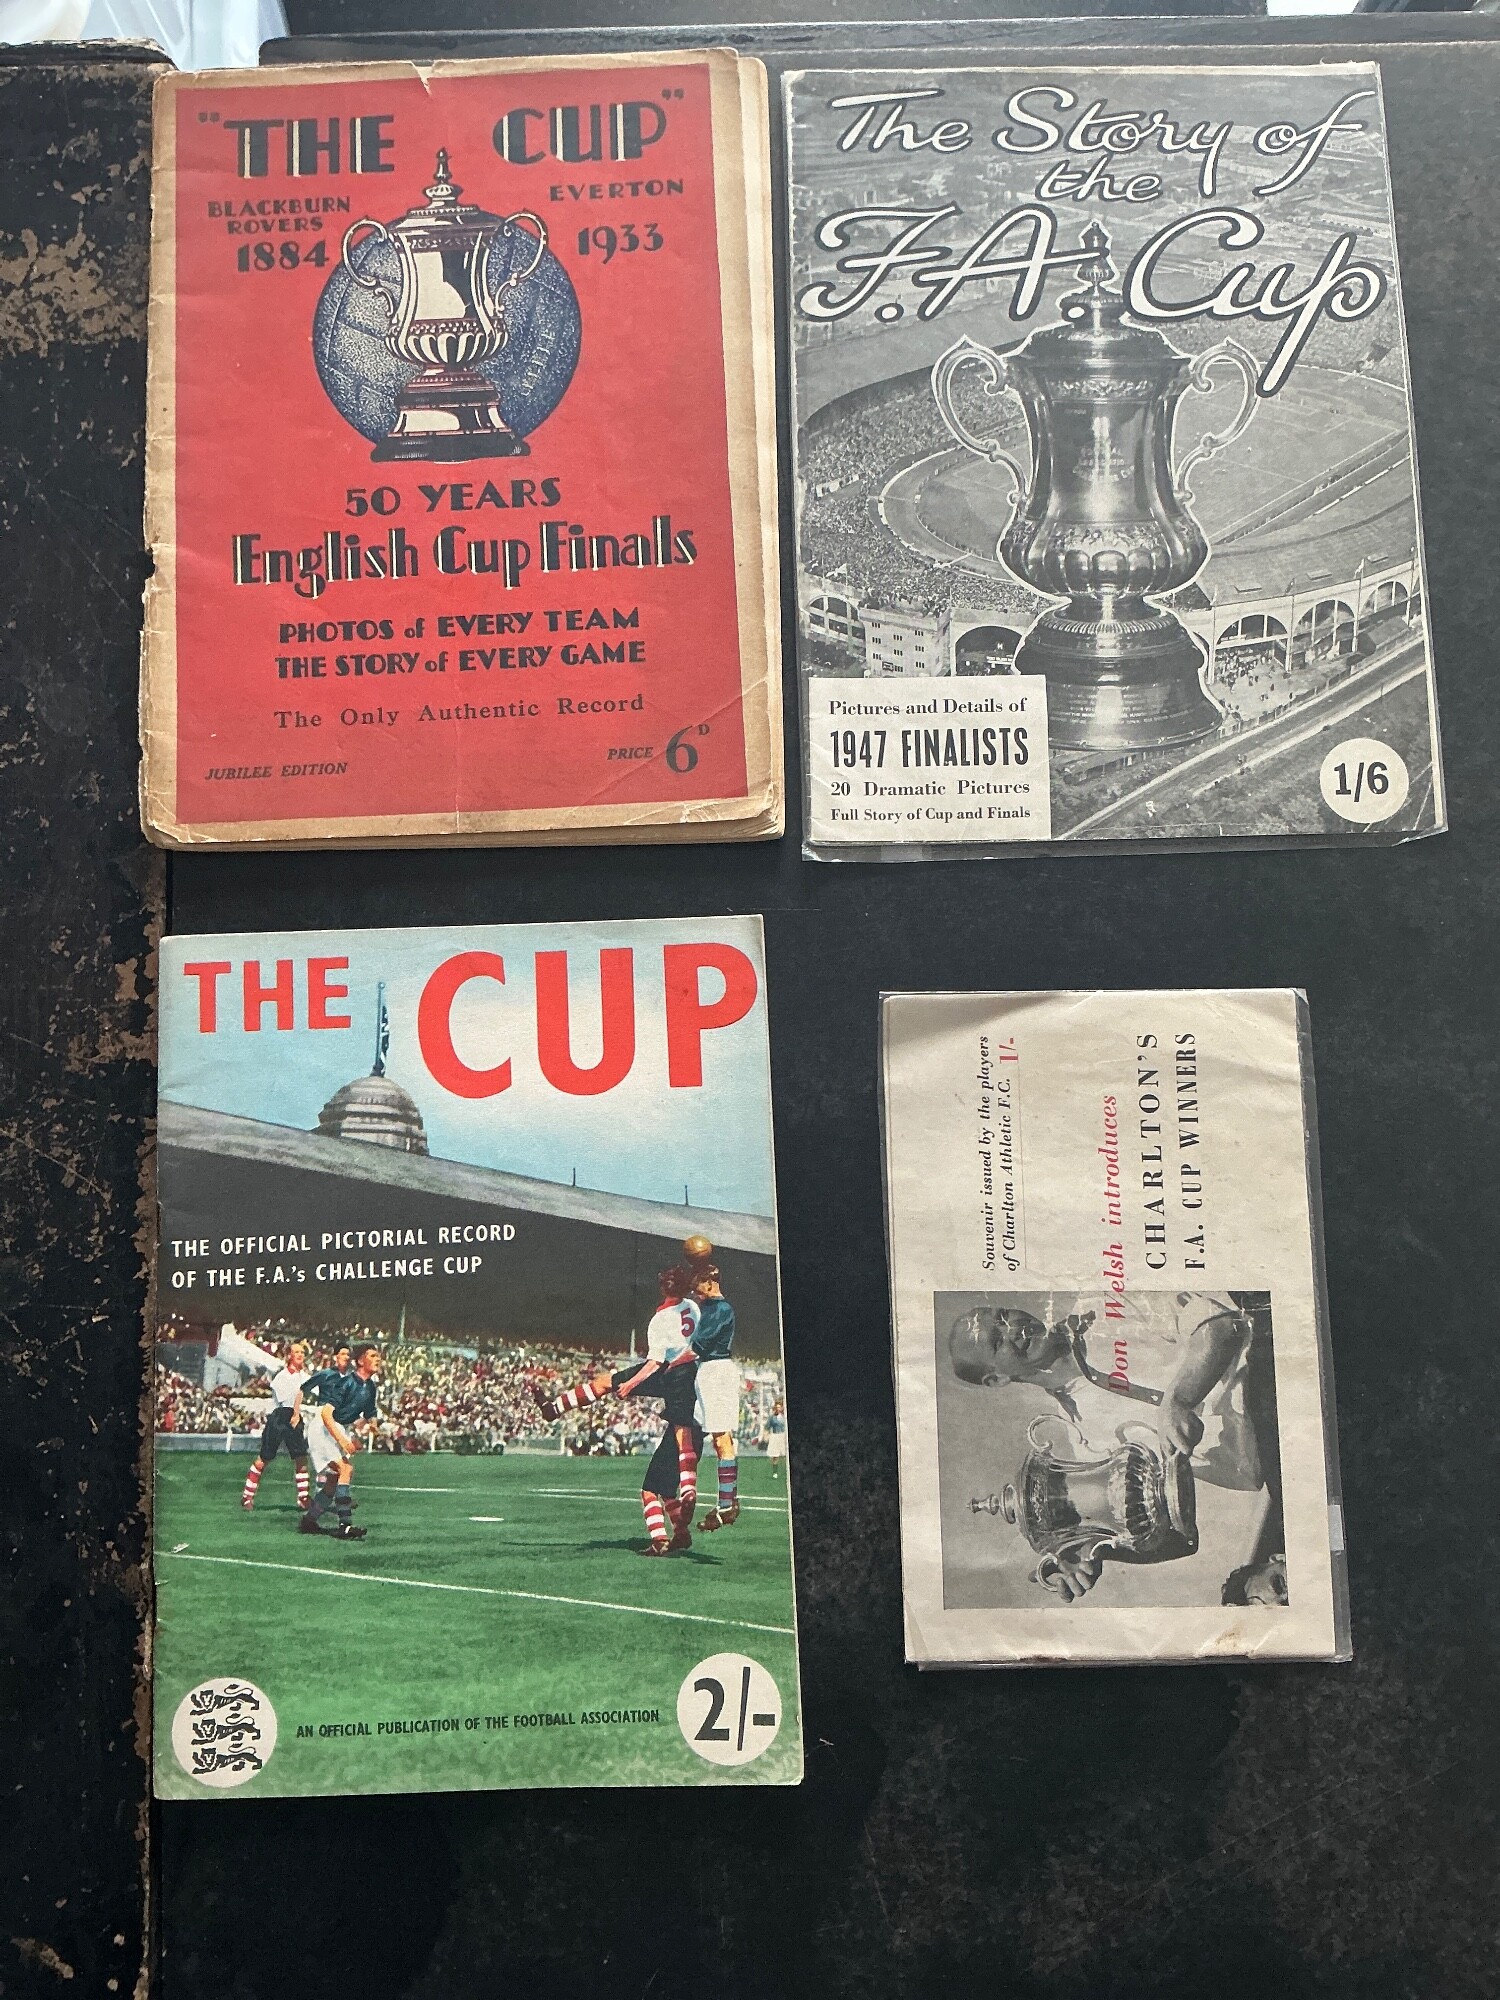 "THE CUP"
BLACKBURN
ROVERS
1884
EVERTON
1933
50 YEARS
English Cup Finals
PHOTOS of EVERY TEAM
THE STORY of EVERY GAME
The Only Authentic Record
JUBILEE EDITION
PRICE 6D
The Story of
the
F.A. Cup
Pictures and Details of
1947 FINALISTS
20 Dramatic Pictures
Full Story of Cup and Finals
1/6
THE CUP
THE OFFICIAL PICTORIAL RECORD
OF THE F.A.'s CHALLENGE CUP
5
AN OFFICIAL PUBLICATION OF THE FOOTBALL ASSOCIATION
2/-
Souvenir issued by the players
of Charlton Athletic F.C. 1/-
Don Welsh introduces
CHARLTON'S
F.A. CUP WINNERS